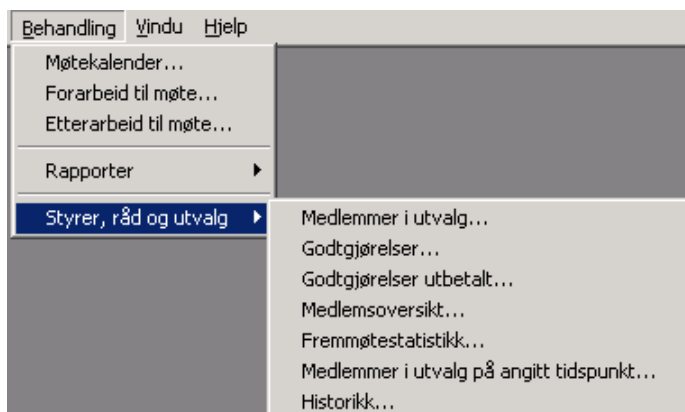 Behandling Vindu Hjelp
Møtekalender...
Forarbeid til møte...
Etterarbeid til møte...
Rapporter
Styrer, råd og utvalg
Medlemmer i utvalg...
Godtgjørelser...
Godtgjørelser utbetalt...
Medlemsoversikt...
Fremmøtestatistikk...
Medlemmer i utvalg på angitt tidspunkt...
Historikk...